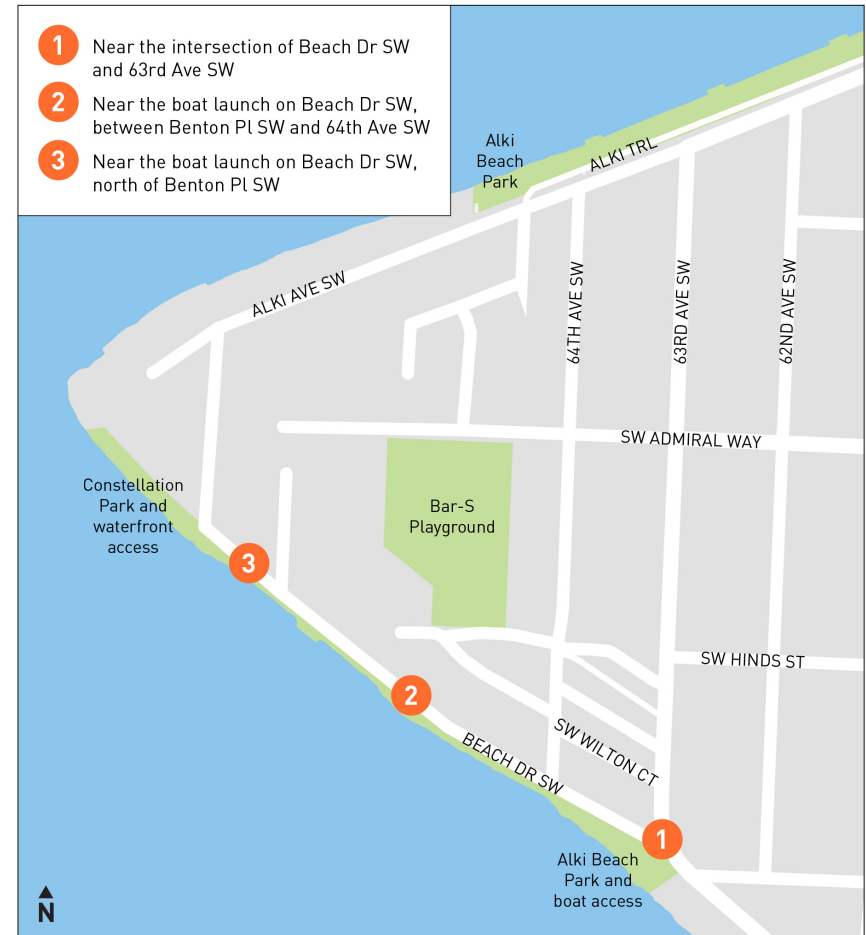 1 Near the intersection of Beach Dr SW
and 63rd Ave SW
2 Near the boat launch on Beach Dr SW,
between Benton Pl SW and 64th Ave SW
3 Near the boat launch on Beach Dr SW,
north of Benton Pl SW
Alki
Beach
Park
ALKI TRL
ALKI AVE SW
64TH AVE SW
63RD AVE SW
62ND AVE SW
SW ADMIRAL WAY
Constellation
Park and
waterfront
access
Bar-S
Playground
3
SW HINDS ST
2
SW WILTON CT
BEACH DR SW
1
Alki Beach
Park and
boat access
N